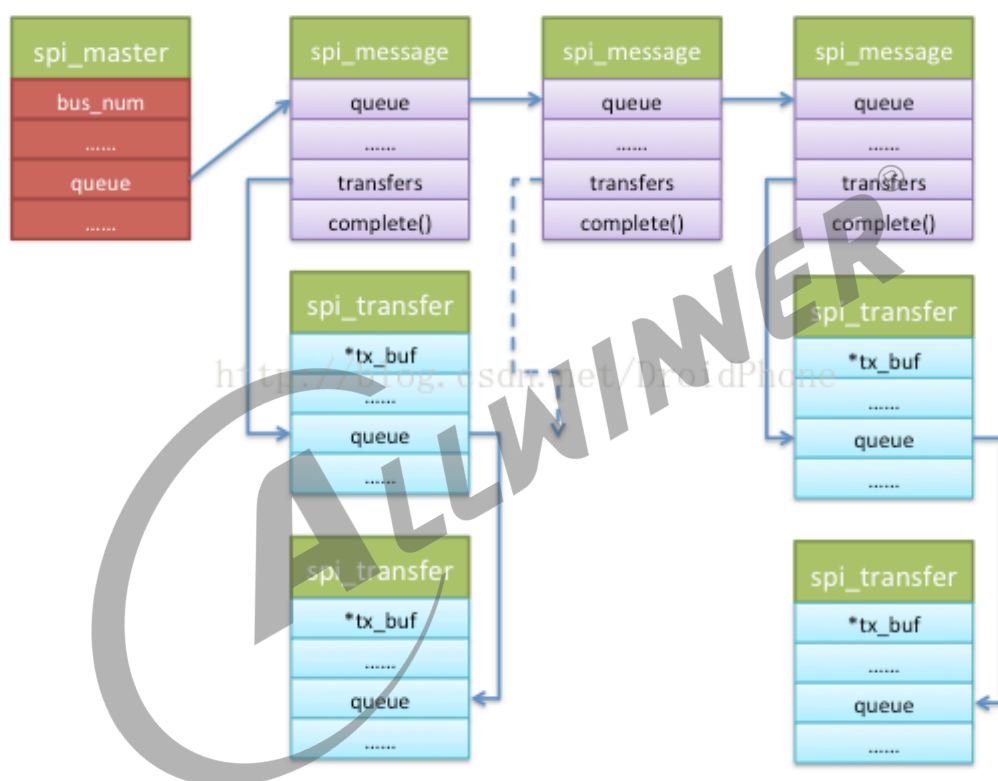 spi_master
bus_num
......
queue
......
spi_message
queue
......
transfers
complete()
spi_message
queue
......
transfers
complete()
spi_message
queue
......
transfers
complete()
spi_transfer
*tx_buf
......
queue
......
spi_transfer
*tx_buf
......
queue
......
spi_transfer
*tx_buf
......
queue
......
spi_transfer
*tx_buf
......
queue
......
http://blog.csdn.net/DroidPhone
ALLWINNER